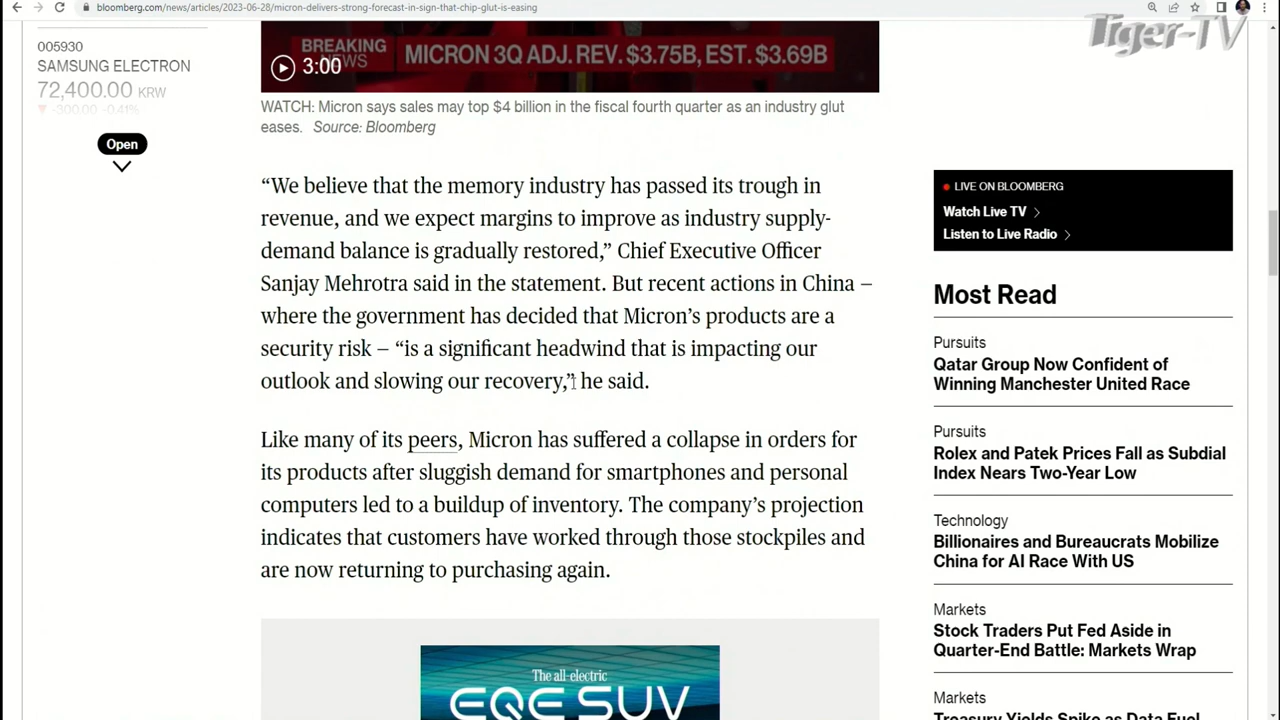 bloomberg.com/news/articles/2023-06-28/micron-delivers-strong-forecast-in-sign-that-chip-glut-is-easing
Tiger-TV
005930
SAMSUNG ELECTRON
72,400.00 KRW
-300.00 -0.41%
Open
BREAKING
NEWS
MICRON 3Q ADJ. REV. $3.75B, EST. $3.69B
3:00
WATCH: Micron says sales may top $4 billion in the fiscal fourth quarter as an industry glut
eases. Source: Bloomberg
“We believe that the memory industry has passed its trough in
revenue, and we expect margins to improve as industry supply-
demand balance is gradually restored,” Chief Executive Officer
Sanjay Mehrotra said in the statement. But recent actions in China —
where the government has decided that Micron’s products are a
security risk — “is a significant headwind that is impacting our
outlook and slowing our recovery,” he said.
Like many of its peers, Micron has suffered a collapse in orders for
its products after sluggish demand for smartphones and personal
computers led to a buildup of inventory. The company’s projection
indicates that customers have worked through those stockpiles and
are now returning to purchasing again.
The all-electric
EQE SUV
LIVE ON BLOOMBERG
Watch Live TV
Listen to Live Radio
Most Read
Pursuits
Qatar Group Now Confident of
Winning Manchester United Race
Pursuits
Rolex and Patek Prices Fall as Subdial
Index Nears Two-Year Low
Technology
Billionaires and Bureaucrats Mobilize
China for AI Race With US
Markets
Stock Traders Put Fed Aside in
Quarter-End Battle: Markets Wrap
Markets
Treasury Yields Spike as Data Fuel